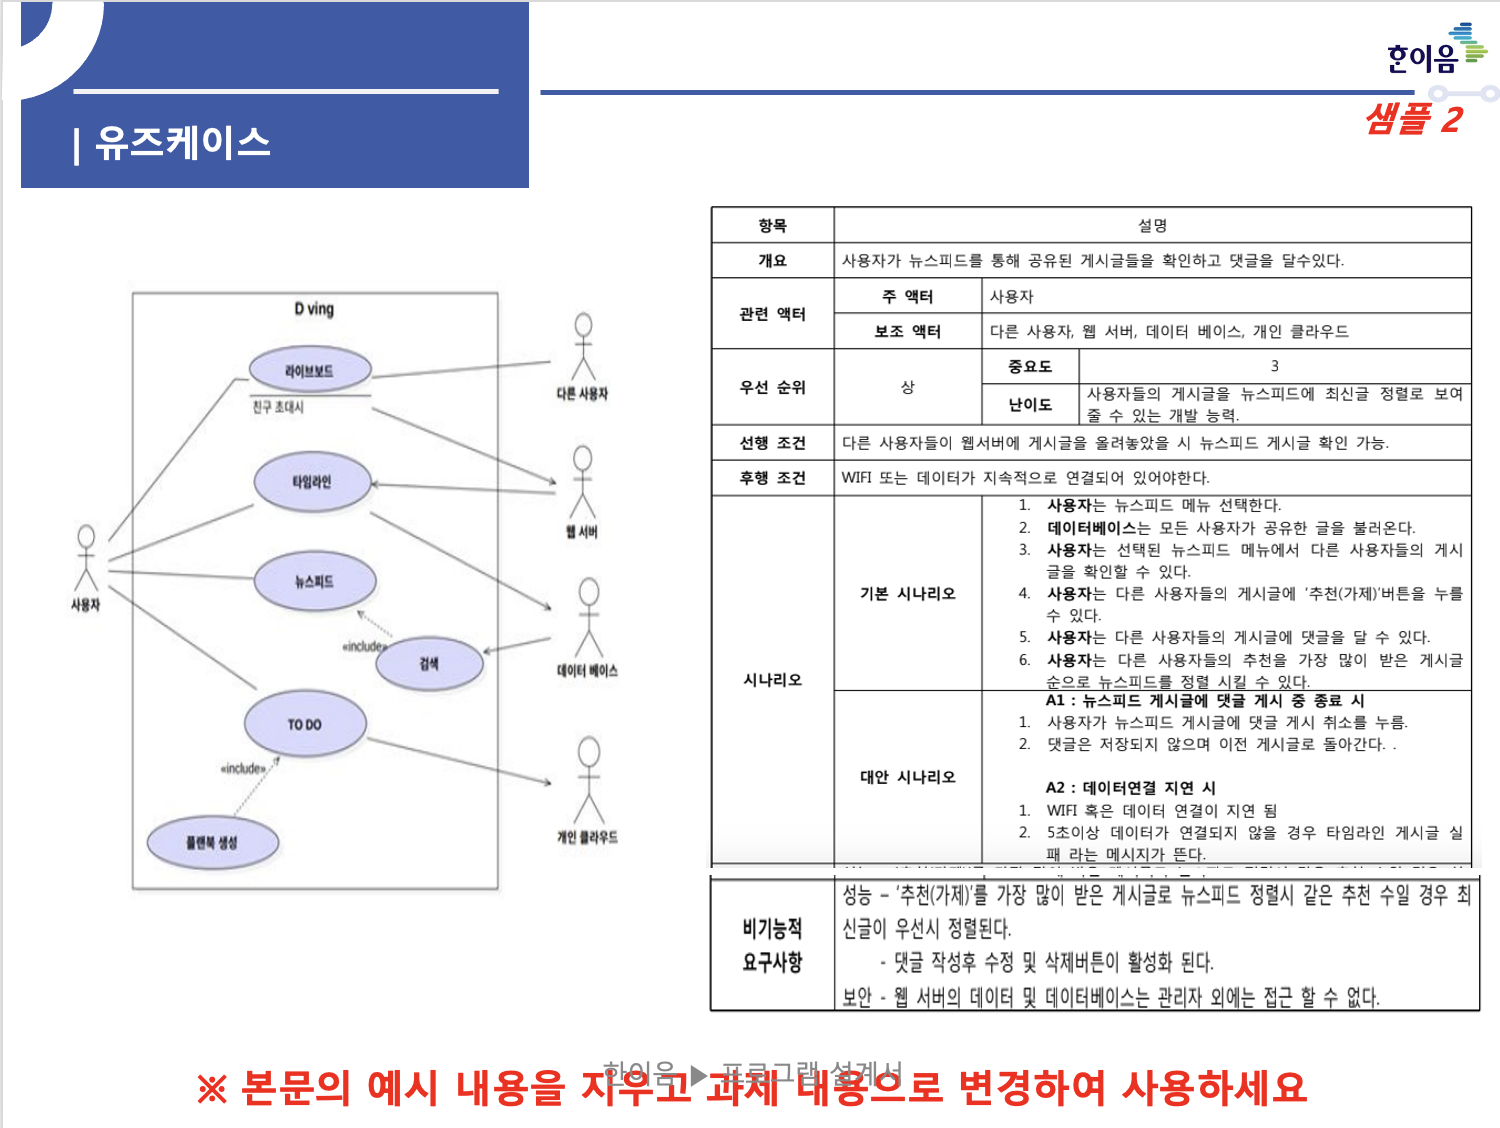 한이음
샘플 2
| 유즈케이스
D ving
라이브보드
친구 초대시
타임라인
뉴스피드
«include»
검색
TO DO
«include»
플랜북 생성
사용자
다른 사용자
웹 서버
데이터 베이스
개인 클라우드
항목 설명
개요 사용자가 뉴스피드를 통해 공유된 게시글들을 확인하고 댓글을 달수있다.
관련 액터 주 액터 사용자
보조 액터 다른 사용자, 웹 서버, 데이터 베이스, 개인 클라우드
우선 순위 상 중요도 3
난이도 사용자들의 게시글을 뉴스피드에 최신글 정렬로 보여
줄 수 있는 개발 능력.
선행 조건 다른 사용자들이 웹서버에 게시글을 올려놓았을 시 뉴스피드 게시글 확인 가능.
후행 조건 WIFI 또는 데이터가 지속적으로 연결되어 있어야한다.
시나리오
기본 시나리오
1. 사용자는 뉴스피드 메뉴 선택한다.
2. 데이터베이스는 모든 사용자가 공유한 글을 불러온다.
3. 사용자는 선택된 뉴스피드 메뉴에서 다른 사용자들의 게시
글을 확인할 수 있다.
4. 사용자는 다른 사용자들의 게시글에 '추천(가제)'버튼을 누를
수 있다.
5. 사용자는 다른 사용자들의 게시글에 댓글을 달 수 있다.
6. 사용자는 다른 사용자들의 추천을 가장 많이 받은 게시글
순으로 뉴스피드를 정렬 시킬 수 있다.
대안 시나리오
A1 : 뉴스피드 게시글에 댓글 게시 중 종료 시
1. 사용자가 뉴스피드 게시글에 댓글 게시 취소를 누름.
2. 댓글은 저장되지 않으며 이전 게시글로 돌아간다. .
A2 : 데이터연결 지연 시
1. WIFI 혹은 데이터 연결이 지연 됨
2. 5초이상 데이터가 연결되지 않을 경우 타임라인 게시글 실
패 라는 메시지가 뜬다.
비기능적
요구사항
성능 – '추천(가제)'를 가장 많이 받은 게시글로 뉴스피드 정렬시 같은 추천 수일 경우 최
신글이 우선시 정렬된다.
- 댓글 작성후 수정 및 삭제버튼이 활성화 된다.
보안 - 웹 서버의 데이터 및 데이터베이스는 관리자 외에는 접근 할 수 없다.
한이음 ▶ 프로그램 설계서
※ 본문의 예시 내용을 지우고 과제 내용으로 변경하여 사용하세요